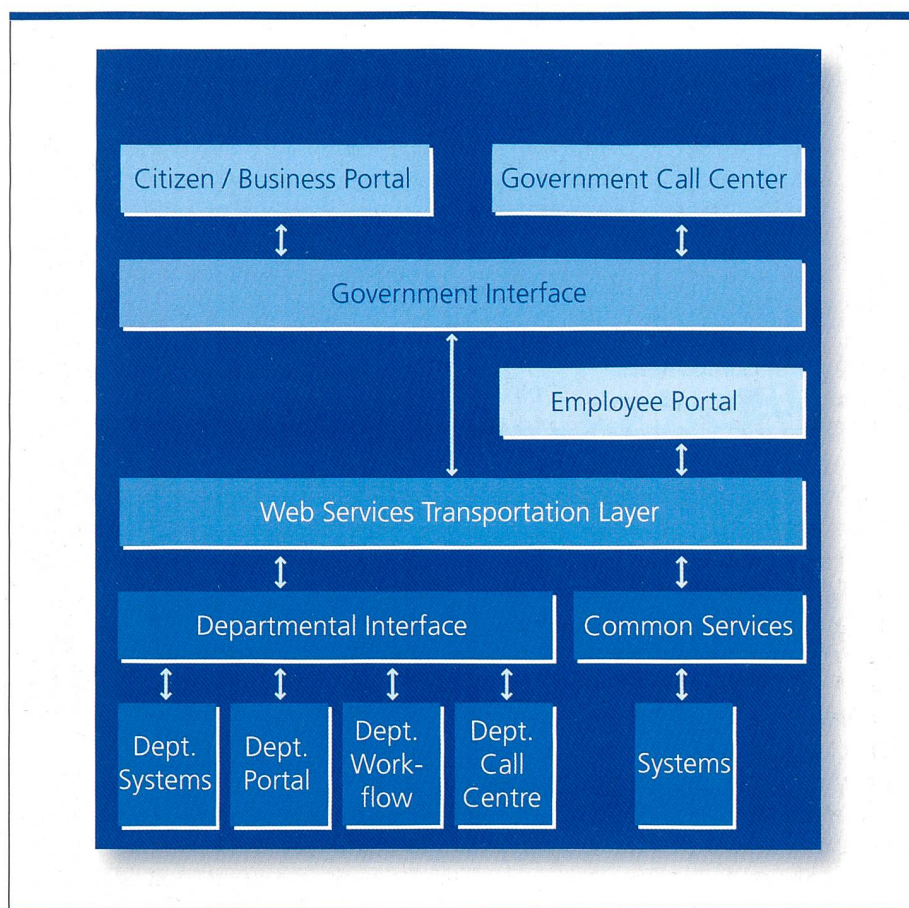 Citizen / Business Portal
Government Call Center
Government Interface
Employee Portal
Web Services Transportation Layer
Departmental Interface
Common Services
Dept.
Systems
Dept.
Portal
Dept.
Work-
flow
Dept.
Call
Centre
Systems